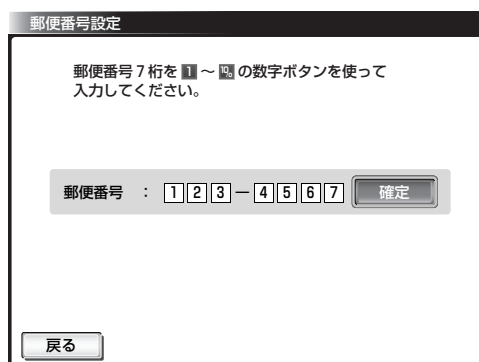 郵便番号設定
郵便番号7桁を 1 ~ 10 の数字ボタンを使って
入力してください。
郵便番号 : 1 2 3 ー 4 5 6 7 確定
戻る